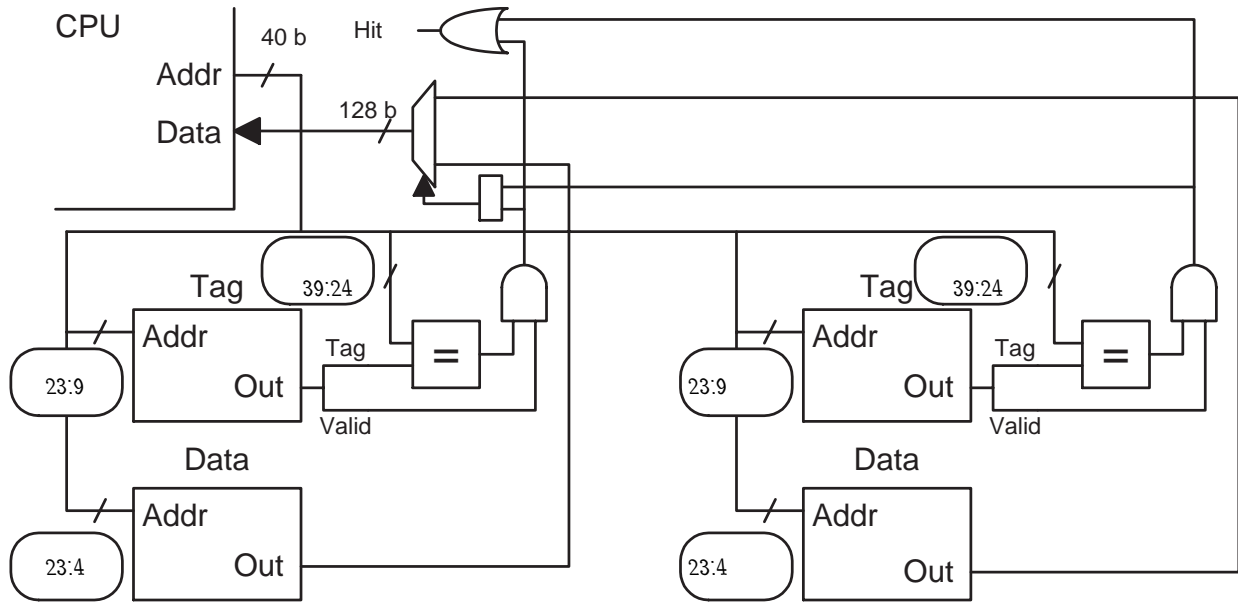 CPU
40 b
Hit
Addr
128 b
Data
Tag
39:24
Tag
39:24
Addr
Tag
=
Addr
Tag
=
23:9
Out
23:9
Out
Valid
Valid
Data
Data
Addr
Addr
23:4
Out
23:4
Out